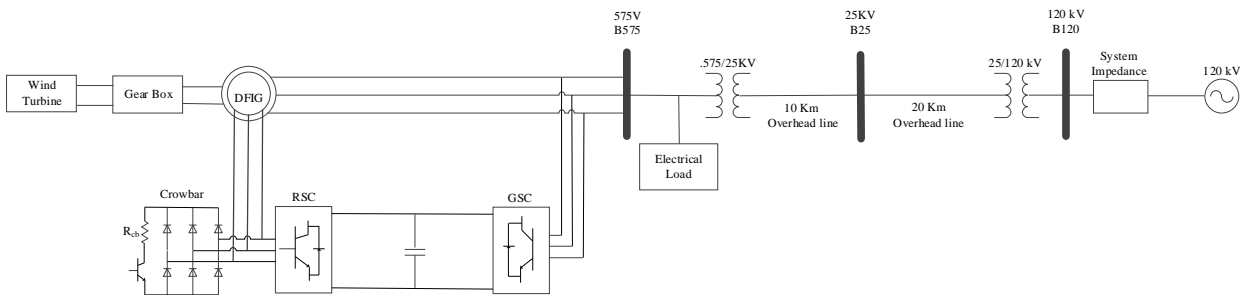 575V
B575
25KV
B25
120 kV
B120
Wind
Turbine
Gear Box
DFIG
.575/25KV
25/120 kV
System
Impedance
120 kV
10 Km
Overhead line
20 Km
Overhead line
Electrical
Load
Crowbar
Rcb
RSC
GSC